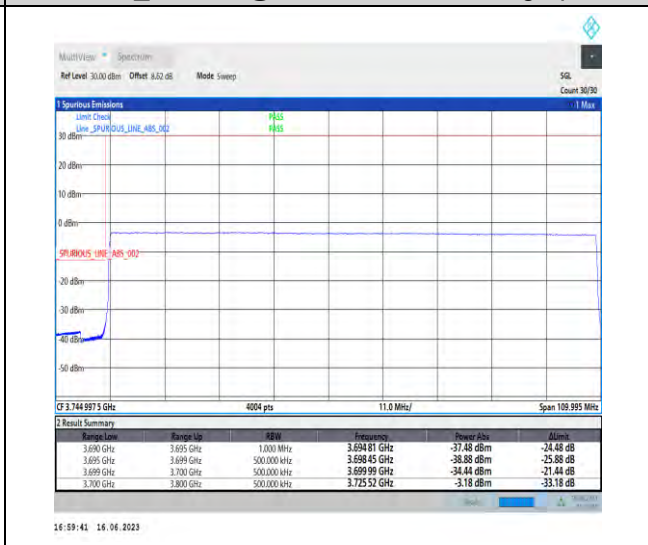 MultiView Spectrum
Ref Level 30.00 dBm Offset 8.62 dB Mode Sweep SGL
Count 30/30
1 Spurious Emissions 1 Max
Limit Check PASS
Line _SPURIOUS_LINE_ABS_002 PASS
30 dBm
20 dBm
10 dBm
0 dBm
_SPURIOUS_LINE_ABS_002
-20 dBm
-30 dBm
-40 dBm
-50 dBm
CF 3.744 997 5 GHz 4004 pts 11.0 MHz/ Span 109.995 MHz
2 Result Summary
Range Low Range Up RBW Frequency Power Abs ΔLimit
3.690 GHz 3.695 GHz 1.000 MHz 3.694 81 GHz -37.48 dBm -24.48 dB
3.695 GHz 3.699 GHz 500.000 kHz 3.698 45 GHz -38.88 dBm -25.88 dB
3.699 GHz 3.700 GHz 500.000 kHz 3.699 99 GHz -34.44 dBm -21.44 dB
3.700 GHz 3.800 GHz 500.000 kHz 3.725 52 GHz -3.18 dBm -33.18 dB
16:59:41 16.06.2023